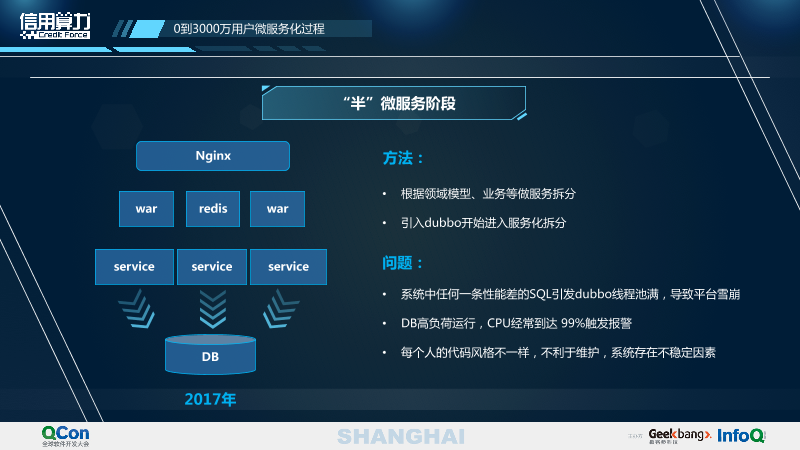 信用算力
Credit Force
0到3000万用户微服务化过程
“半”微服务阶段
Nginx
war
redis
war
service
service
service
DB
2017年
方法：
• 根据领域模型、业务等做服务拆分
• 引入dubbo开始进入服务化拆分
问题：
• 系统中任何一条性能差的SQL引发dubbo线程池满，导致平台雪崩
• DB高负荷运行，CPU经常到达 99%触发报警
• 每个人的代码风格不一样，不利于维护，系统存在不稳定因素
QCon
全球软件开发大会
SHANGHAI
Geekbang>.
极客邦科技
InfoQ